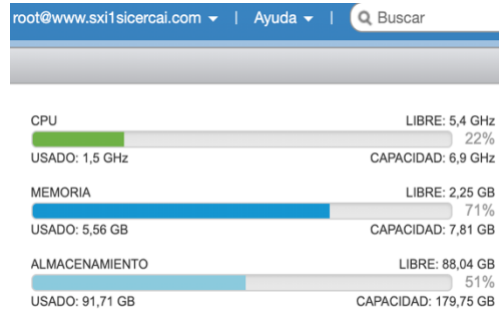 root@www.sxi1sicercai.com | Ayuda | Buscar
CPU LIBRE: 5,4 GHz
22%
USADO: 1,5 GHz CAPACIDAD: 6,9 GHz
MEMORIA LIBRE: 2,25 GB
71%
USADO: 5,56 GB CAPACIDAD: 7,81 GB
ALMACENAMIENTO LIBRE: 88,04 GB
51%
USADO: 91,71 GB CAPACIDAD: 179,75 GB